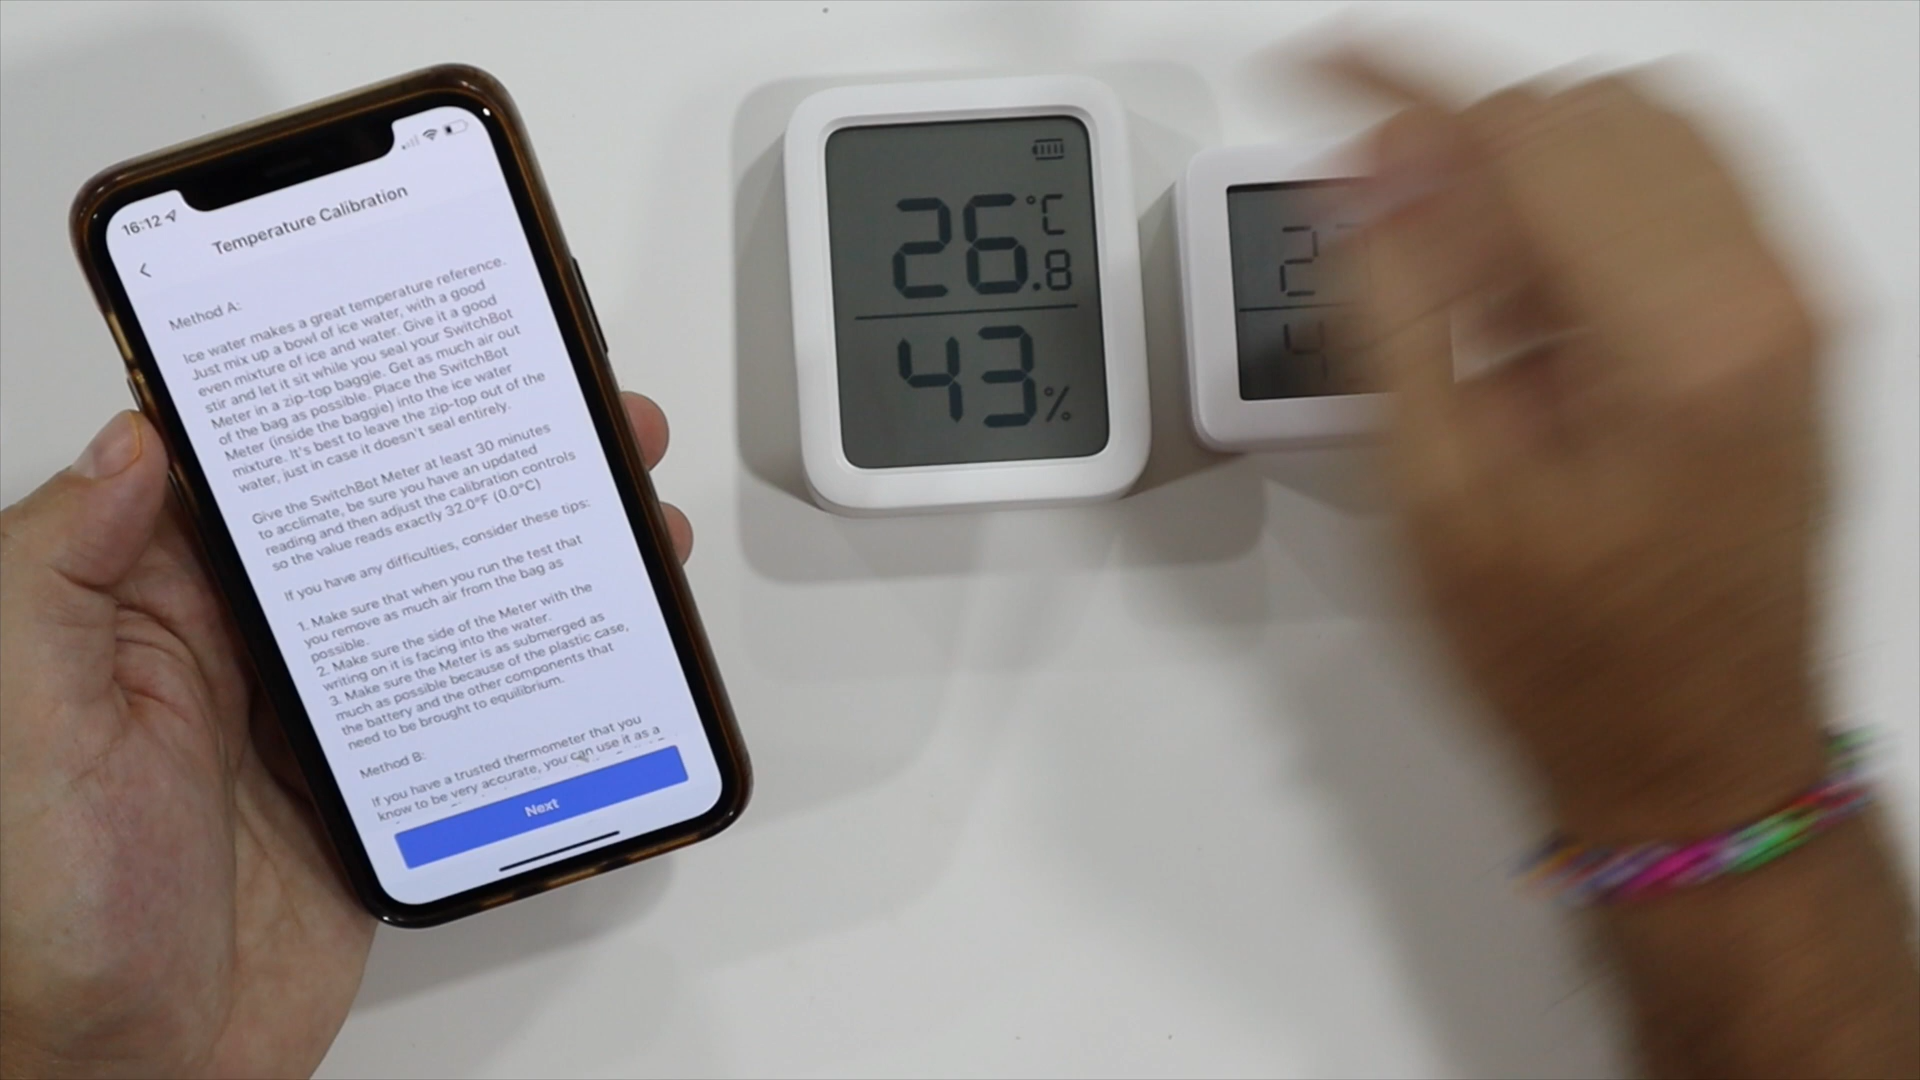 16:12
Temperature Calibration
Method A:
Ice water makes a great temperature reference.
Just mix up a bowl of ice water, with a good
even mixture of ice and water. Give it a good
stir and let it sit while you seal your SwitchBot
Meter in a zip-top baggie. Get as much air out
of the bag as possible. Place the SwitchBot
Meter (inside the baggie) into the ice water
mixture. It's best to leave the zip-top out of the
water, just in case it doesn't seal entirely.
Give the SwitchBot Meter at least 30 minutes
to acclimate, be sure you have an updated
reading and then adjust the calibration controls
so the value reads exactly 32.0°F (0.0°C)
If you have any difficulties, consider these tips:
1. Make sure that when you run the test that
you remove as much air from the bag as
possible.
2. Make sure the side of the Meter with the
writing on it is facing into the water.
3. Make sure the Meter is as submerged as
much as possible because of the plastic case,
the battery and the other components that
need to be brought to equilibrium.
Method B:
If you have a trusted thermometer that you
know to be very accurate, you can use it as a
Next
26.8°C
43%
2
4